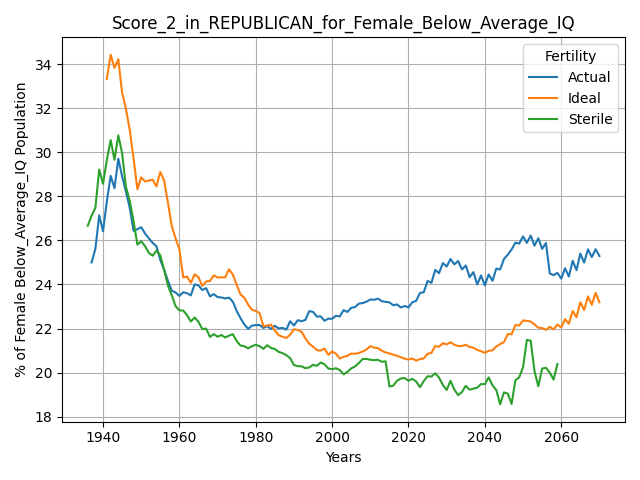 Score_2_in_REPUBLICAN_for_Female_Below_Average_IQ
% of Female Below_Average_IQ Population
34
32
30
28
26
24
22
20
18
Fertility
Actual
Ideal
Sterile
1940 1960 1980 2000 2020 2040 2060
Years